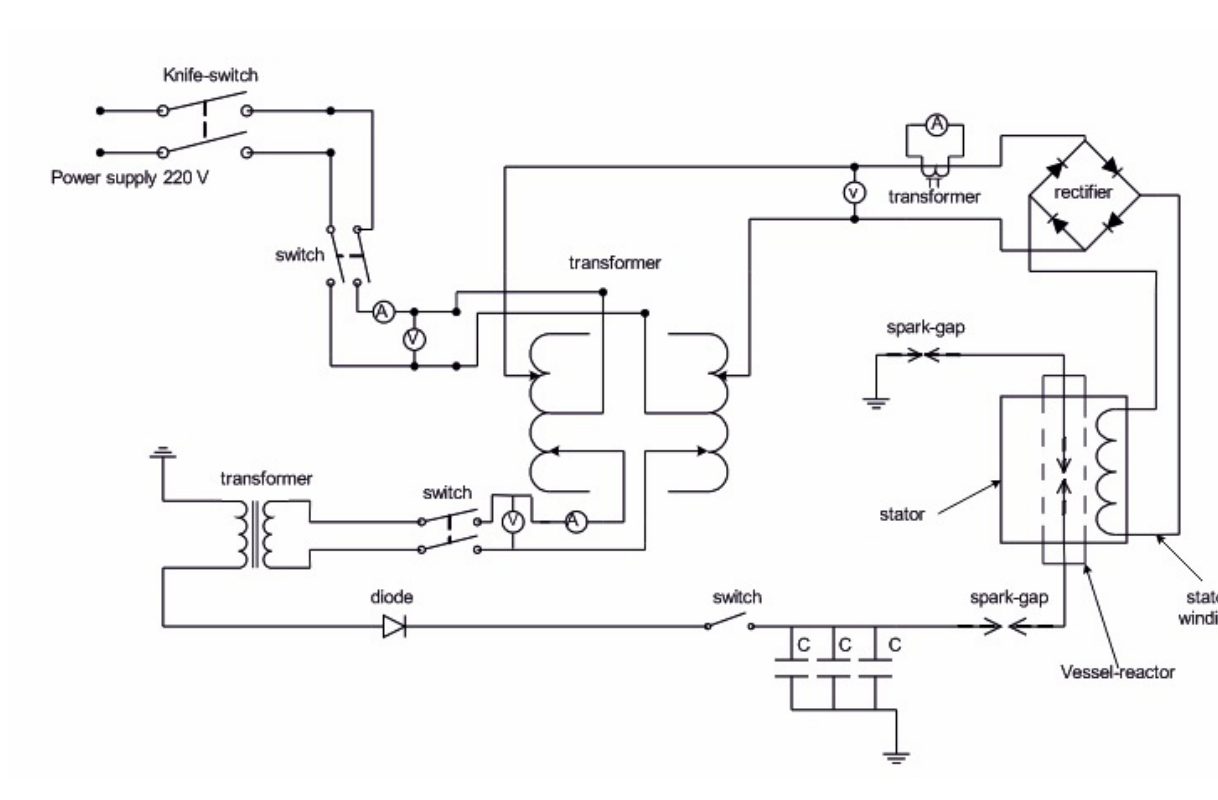 Knife-switch
Power supply 220 V
A
transformer
v
rectifier
switch
transformer
A
V
spark-gap
transformer
switch
V
A
stator
diode
switch
spark-gap
C
C
C
Vessel-reactor